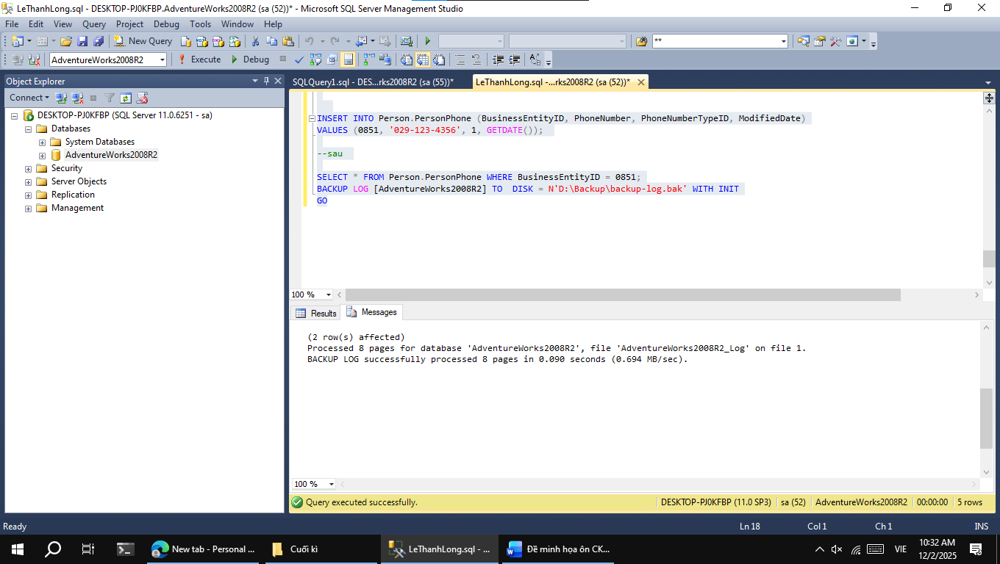 LeThanhLong.sql - DESKTOP-PJ0KFBP.AdventureWorks2008R2 (sa (52))* - Microsoft SQL Server Management Studio
File Edit View Query Project Debug Tools Window Help
New Query
**
AdventureWorks2008R2
Execute
Debug
Object Explorer
Connect
DESKTOP-PJ0KFBP (SQL Server 11.0.6251 - sa)
Databases
System Databases
AdventureWorks2008R2
Security
Server Objects
Replication
Management
SQLQuery1.sql - DES...rks2008R2 (sa (55))*
LeThanhLong.sql -...rks2008R2 (sa (52))*
INSERT INTO Person.PersonPhone (BusinessEntityID, PhoneNumber, PhoneNumberTypeID, ModifiedDate)
VALUES (0851, '029-123-4356', 1, GETDATE());
--sau
SELECT * FROM Person.PersonPhone WHERE BusinessEntityID = 0851;
BACKUP LOG [AdventureWorks2008R2] TO  DISK = N'D:\Backup\backup-log.bak' WITH INIT
GO
100 %
Results
Messages
(2 row(s) affected)
Processed 8 pages for database 'AdventureWorks2008R2', file 'AdventureWorks2008R2_Log' on file 1.
BACKUP LOG successfully processed 8 pages in 0.090 seconds (0.694 MB/sec).
100 %
Query executed successfully.
DESKTOP-PJ0KFBP (11.0 SP3)
sa (52)
AdventureWorks2008R2
00:00:00
5 rows
Ready
Ln 18
Col 1
Ch 1
INS
New tab - Personal ...
Cuối kì
LeThanhLong.sql - ...
Đề minh họa ôn CK...
VIE
10:32 AM
12/2/2025